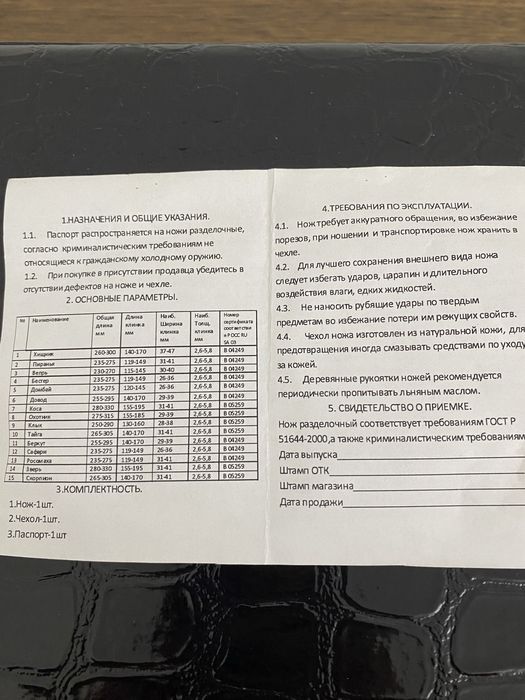 1.НАЗНАЧЕНИЯ И ОБЩИЕ УКАЗАНИЯ.
1.1. Паспорт распространяется на ножи разделочные,
согласно криминалистическим требованиям не
относящиеся к гражданскому холодному оружию.
1.2. При покупке в присутствии продавца убедитесь в
отсутствии дефектов на ноже и чехле.
2. ОСНОВНЫЕ ПАРАМЕТРЫ.
№ Наименование Общая длина мм Длина клинка мм Наиб. Ширина клинка мм Наиб. Толщ. клинка мм Номер сертификата соответствия РОСС RU SA 03
1 Хищник 260-300 140-170 37-47 2,6-5,8 В 04249
2 Пиранья 235-275 119-149 31-41 2,6-5,8 В 04249
3 Вепрь 230-270 115-145 30-40 2,6-5,8 В 04249
4 Бестер 235-275 119-149 26-36 2,6-5,8 В 04249
5 Домбай 235-275 120-145 26-36 2,6-5,8 В 04249
6 Довод 255-295 140-170 29-39 2,6-5,8 В 04249
7 Коса 280-330 155-195 31-41 2,6-5,8 В 05259
8 Охотник 275-315 155-185 29-39 2,6-5,8 В 05259
9 Клык 250-290 130-160 28-38 2,6-5,8 В 05259
10 Тайга 265-305 140-170 31-41 2,6-5,8 В 05259
11 Беркут 255-295 140-170 29-39 2,6-5,8 В 04249
12 Сафари 235-275 119-149 26-36 2,6-5,8 В 04249
13 Росомаха 235-275 119-149 31-41 2,6-5,8 В 04249
14 Зверь 280-330 155-195 31-41 2,6-5,8 В 05259
15 Скорпион 265-305 140-170 31-41 2,6-5,8 В 05259
3.КОМПЛЕКТНОСТЬ.
1.Нож-1шт.
2.Чехол-1шт.
3.Паспорт-1шт
4.ТРЕБОВАНИЯ ПО ЭКСПЛУАТАЦИИ.
4.1. Нож требует аккуратного обращения, во избежание
порезов, при ношении и транспортировке нож хранить в
чехле.
4.2. Для лучшего сохранения внешнего вида ножа
следует избегать ударов, царапин и длительного
воздействия влаги, едких жидкостей.
4.3. Не наносить рубящие удары по твердым
предметам во избежание потери им режущих свойств.
4.4. Чехол ножа изготовлен из натуральной кожи, для
предотвращения иногда смазывать средствами по уходу
за кожей.
4.5. Деревянные рукоятки ножей рекомендуется
периодически пропитывать льняным маслом.
5. СВИДЕТЕЛЬСТВО О ПРИЕМКЕ.
Нож разделочный соответствует требованиям ГОСТ Р
51644-2000,а также криминалистическим требованиям
Дата выпуска
Штамп ОТК
Штамп магазина
Дата продажи